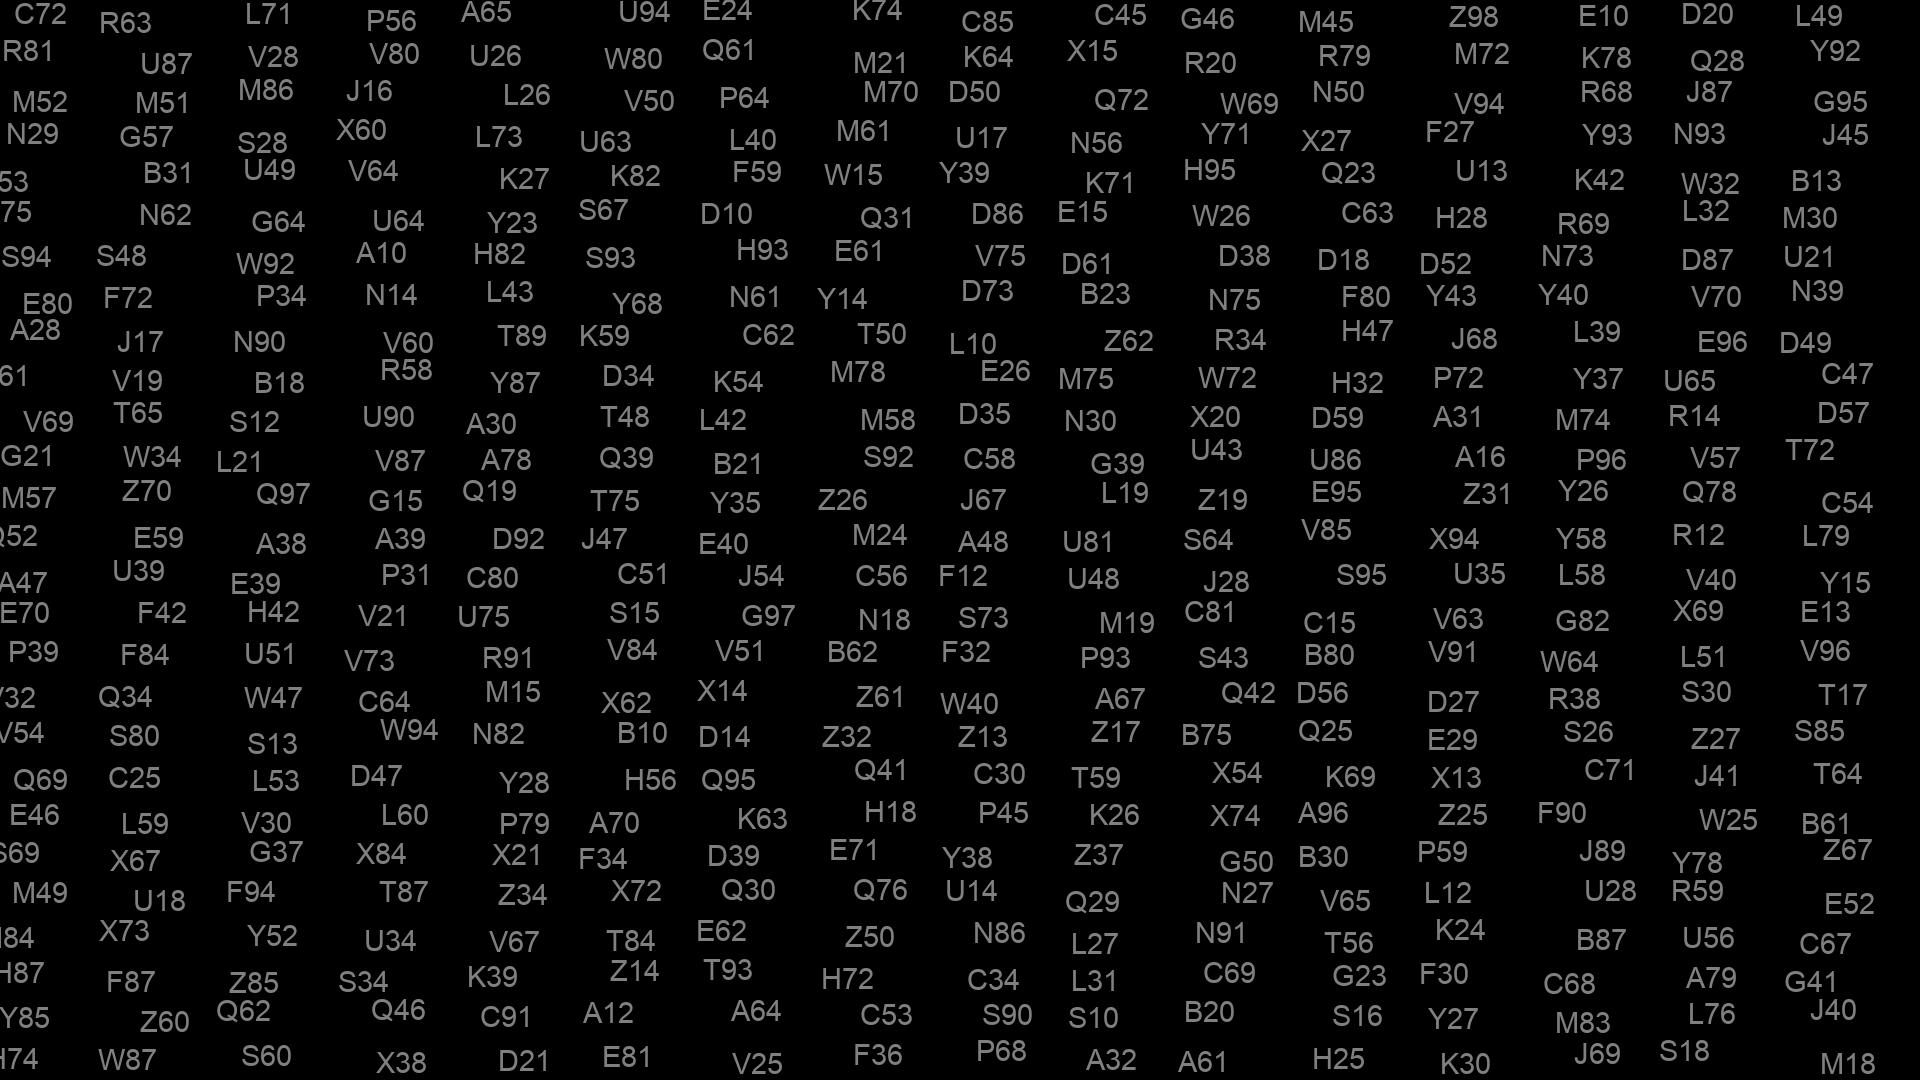 C72 R63 L71 P56 A65 U94 E24 K74 C85 C45 G46 M45 Z98 E10 D20 L49
R81 U87 V28 V80 U26 W80 Q61 M21 K64 X15 R20 R79 M72 K78 Q28 Y92
M52 M51 M86 J16 L26 V50 P64 M70 D50 Q72 W69 N50 V94 R68 J87 G95
N29 G57 S28 X60 L73 U63 L40 M61 U17 N56 Y71 X27 F27 Y93 N93 J45
53 B31 U49 V64 K27 K82 F59 W15 Y39 K71 H95 Q23 U13 K42 W32 B13
75 N62 G64 U64 Y23 S67 D10 Q31 D86 E15 W26 C63 H28 R69 L32 M30
S94 S48 W92 A10 H82 S93 H93 E61 V75 D61 D38 D18 D52 N73 D87 U21
E80 F72 P34 N14 L43 Y68 N61 Y14 D73 B23 N75 F80 Y43 Y40 V70 N39
A28 J17 N90 V60 T89 K59 C62 T50 L10 Z62 R34 H47 J68 L39 E96 D49
61 V19 B18 R58 Y87 D34 K54 M78 E26 M75 W72 H32 P72 Y37 U65 C47
V69 T65 S12 U90 A30 T48 L42 M58 D35 N30 X20 D59 A31 M74 R14 D57
G21 W34 L21 V87 A78 Q39 B21 S92 C58 G39 U43 U86 A16 P96 V57 T72
M57 Z70 Q97 G15 Q19 T75 Y35 Z26 J67 L19 Z19 E95 Z31 Y26 Q78 C54
Q52 E59 A38 A39 D92 J47 E40 M24 A48 U81 S64 V85 X94 Y58 R12 L79
A47 U39 E39 P31 C80 C51 J54 C56 F12 U48 J28 S95 U35 L58 V40 Y15
E70 F42 H42 V21 U75 S15 G97 N18 S73 M19 C81 C15 V63 G82 X69 E13
P39 F84 U51 V73 R91 V84 V51 B62 F32 P93 S43 B80 V91 W64 L51 V96
32 Q34 W47 C64 M15 X62 X14 Z61 W40 A67 Q42 D56 D27 R38 S30 T17
V54 S80 S13 W94 N82 B10 D14 Z32 Z13 Z17 B75 Q25 E29 S26 Z27 S85
Q69 C25 L53 D47 Y28 H56 Q95 Q41 C30 T59 X54 K69 X13 C71 J41 T64
E46 L59 V30 L60 P79 A70 K63 H18 P45 K26 X74 A96 Z25 F90 W25 B61
S69 X67 G37 X84 X21 F34 D39 E71 Y38 Z37 G50 B30 P59 J89 Y78 Z67
M49 U18 F94 T87 Z34 X72 Q30 Q76 U14 Q29 N27 V65 L12 U28 R59 E52
84 X73 Y52 U34 V67 T84 E62 Z50 N86 L27 N91 T56 K24 B87 U56 C67
H87 F87 Z85 S34 K39 Z14 T93 H72 C34 L31 C69 G23 F30 C68 A79 G41
Y85 Z60 Q62 Q46 C91 A12 A64 C53 S90 S10 B20 S16 Y27 M83 L76 J40
74 W87 S60 X38 D21 E81 V25 F36 P68 A32 A61 H25 K30 J69 S18 M18